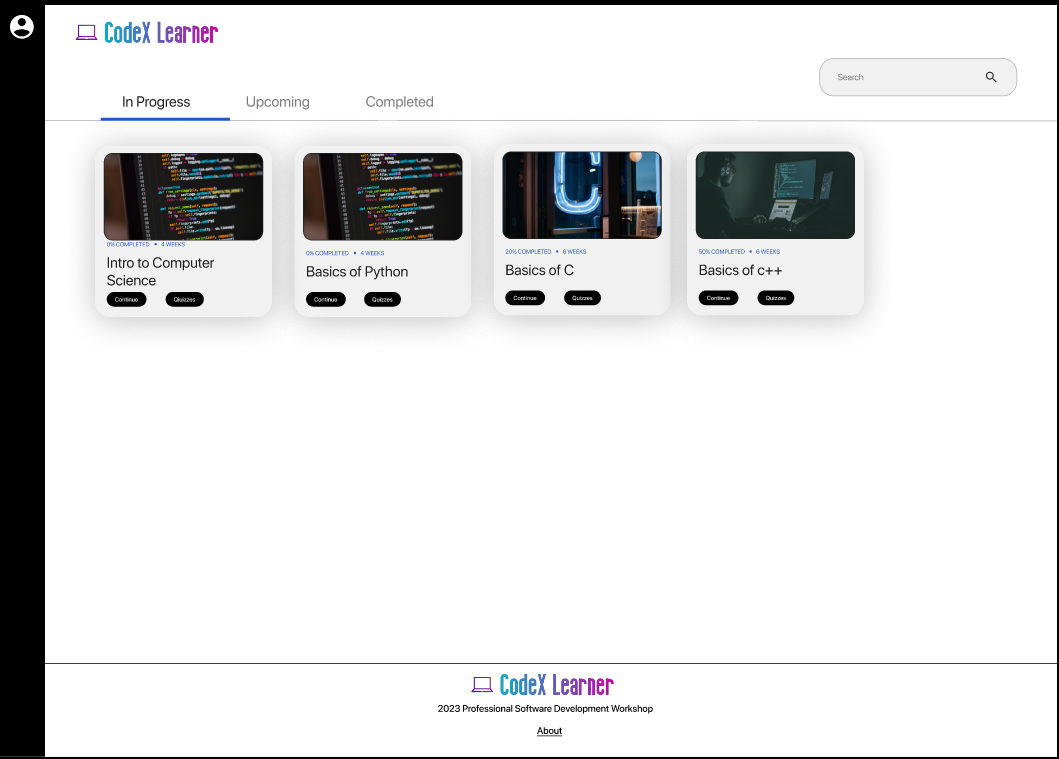 CodeX Learner
Search
In Progress Upcoming Completed
0% COMPLETED • 4 WEEKS
Intro to Computer
Science
Continue Qiuizzes
0% COMPLETED • 4 WEEKS
Basics of Python
Continue Quizzes
20% COMPLETED • 6 WEEKS
Basics of C
Continue Quizzes
50% COMPLETED • 6 WEEKS
Basics of c++
Continue Quizzes
CodeX Learner
2023 Professional Software Development Workshop
About